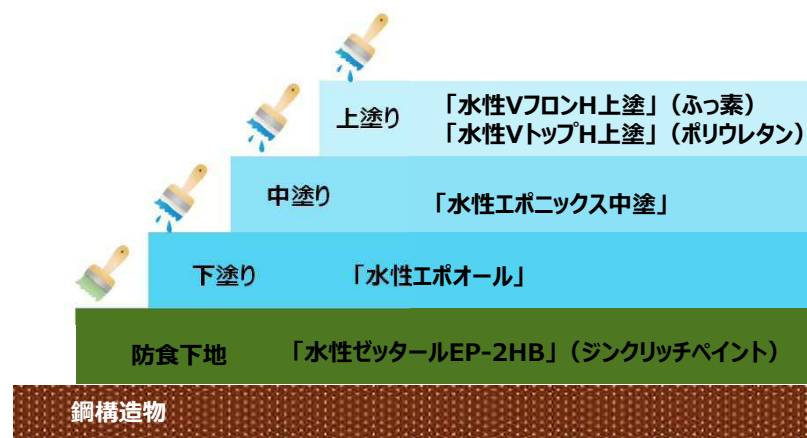 上塗り 「水性VフロンH上塗」(ふっ素)
「水性VトップH上塗」(ポリウレタン)
中塗り 「水性エポニックス中塗」
下塗り 「水性エポオール」
防食下地 「水性ゼッタールEP-2HB」(ジンクリッチペイント)
鋼構造物